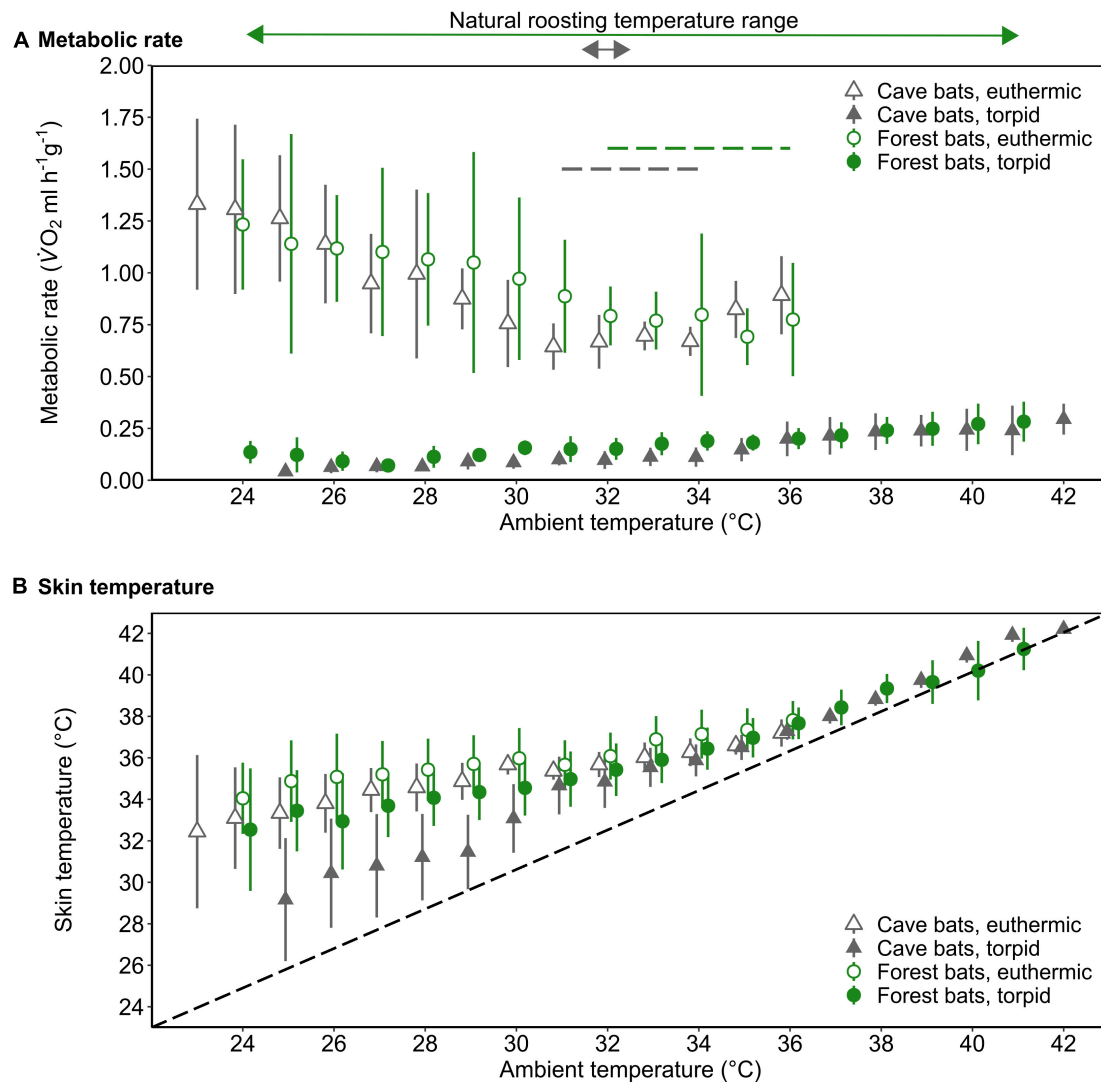 Natural roosting temperature range
A Metabolic rate
2.00
1.75
1.50
1.25
1.00
0.75
0.50
0.25
0.00
Metabolic rate (V̇O₂ ml h⁻¹g⁻¹)
Cave bats, euthermic
Cave bats, torpid
Forest bats, euthermic
Forest bats, torpid
24 26 28 30 32 34 36 38 40 42
Ambient temperature (°C)
B Skin temperature
42
40
38
36
34
32
30
28
26
24
Skin temperature (°C)
Cave bats, euthermic
Cave bats, torpid
Forest bats, euthermic
Forest bats, torpid
24 26 28 30 32 34 36 38 40 42
Ambient temperature (°C)